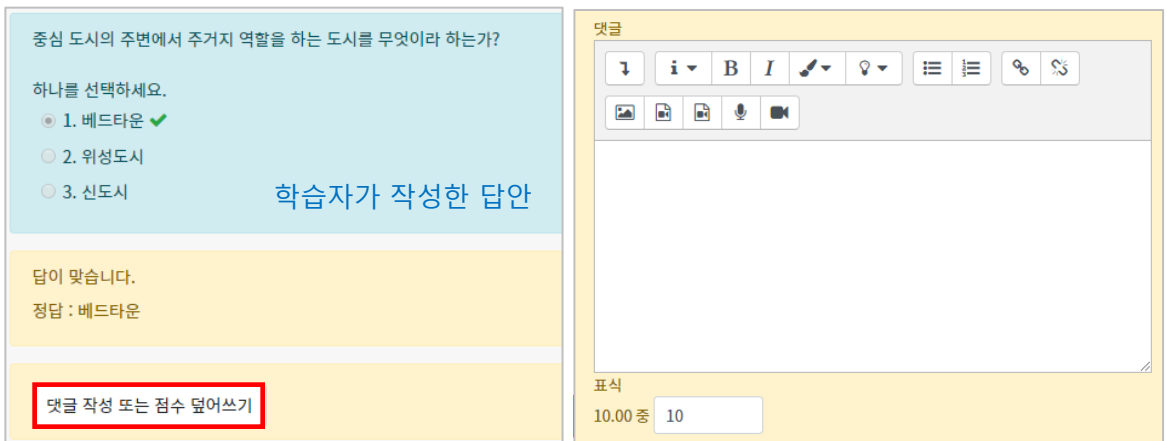 중심 도시의 주변에서 주거지 역할을 하는 도시를 무엇이라 하는가?
하나를 선택하세요.
1. 베드타운
2. 위성도시
3. 신도시
학습자가 작성한 답안
답이 맞습니다.
정답 : 베드타운
댓글 작성 또는 점수 덮어쓰기
댓글
i B I
표식
10.00 중 10